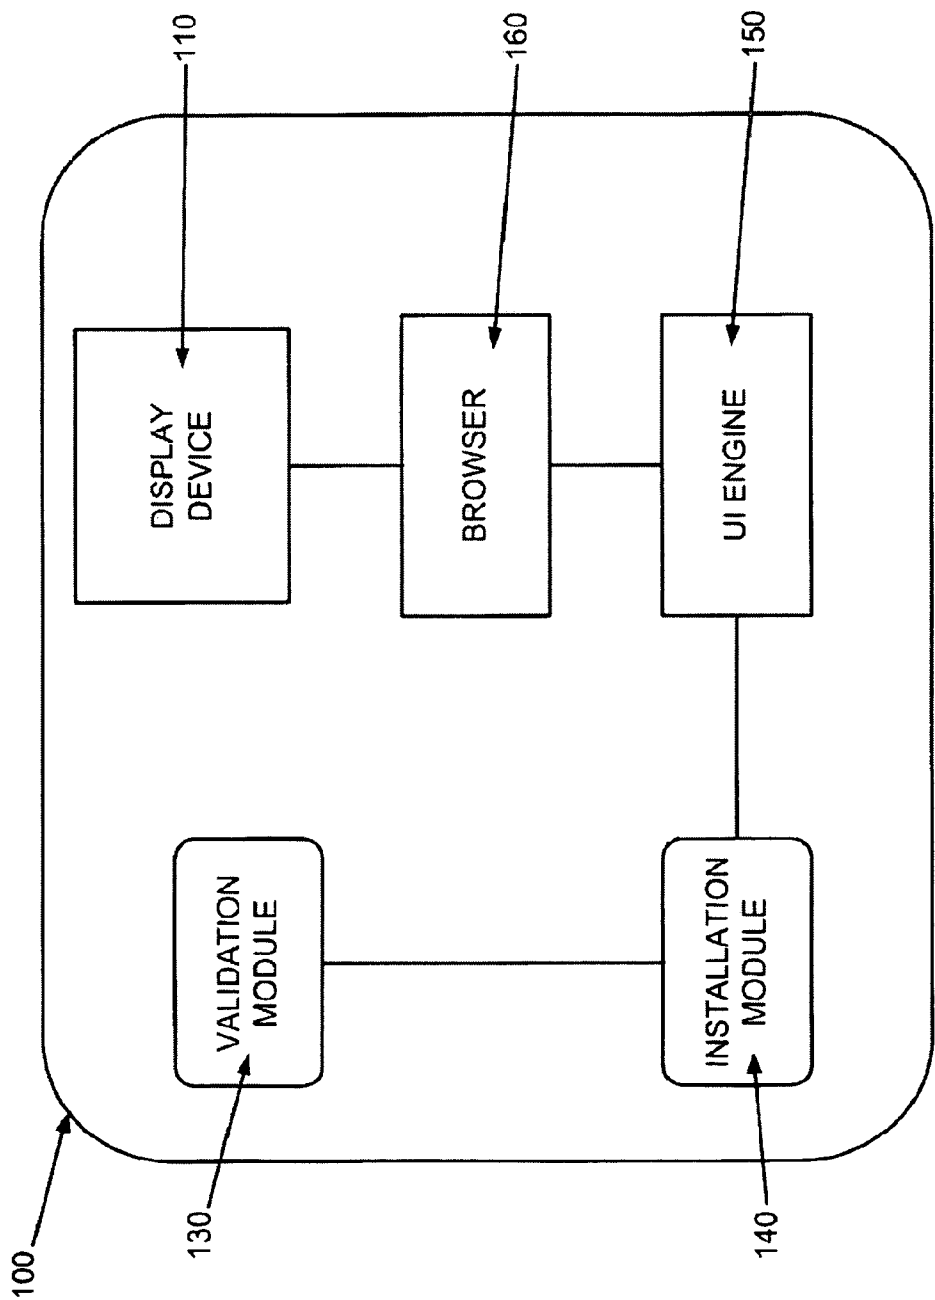 100
130
VALIDATION
MODULE
DISPLAY
DEVICE
110
BROWSER
160
140
INSTALLATION
MODULE
UI ENGINE
150